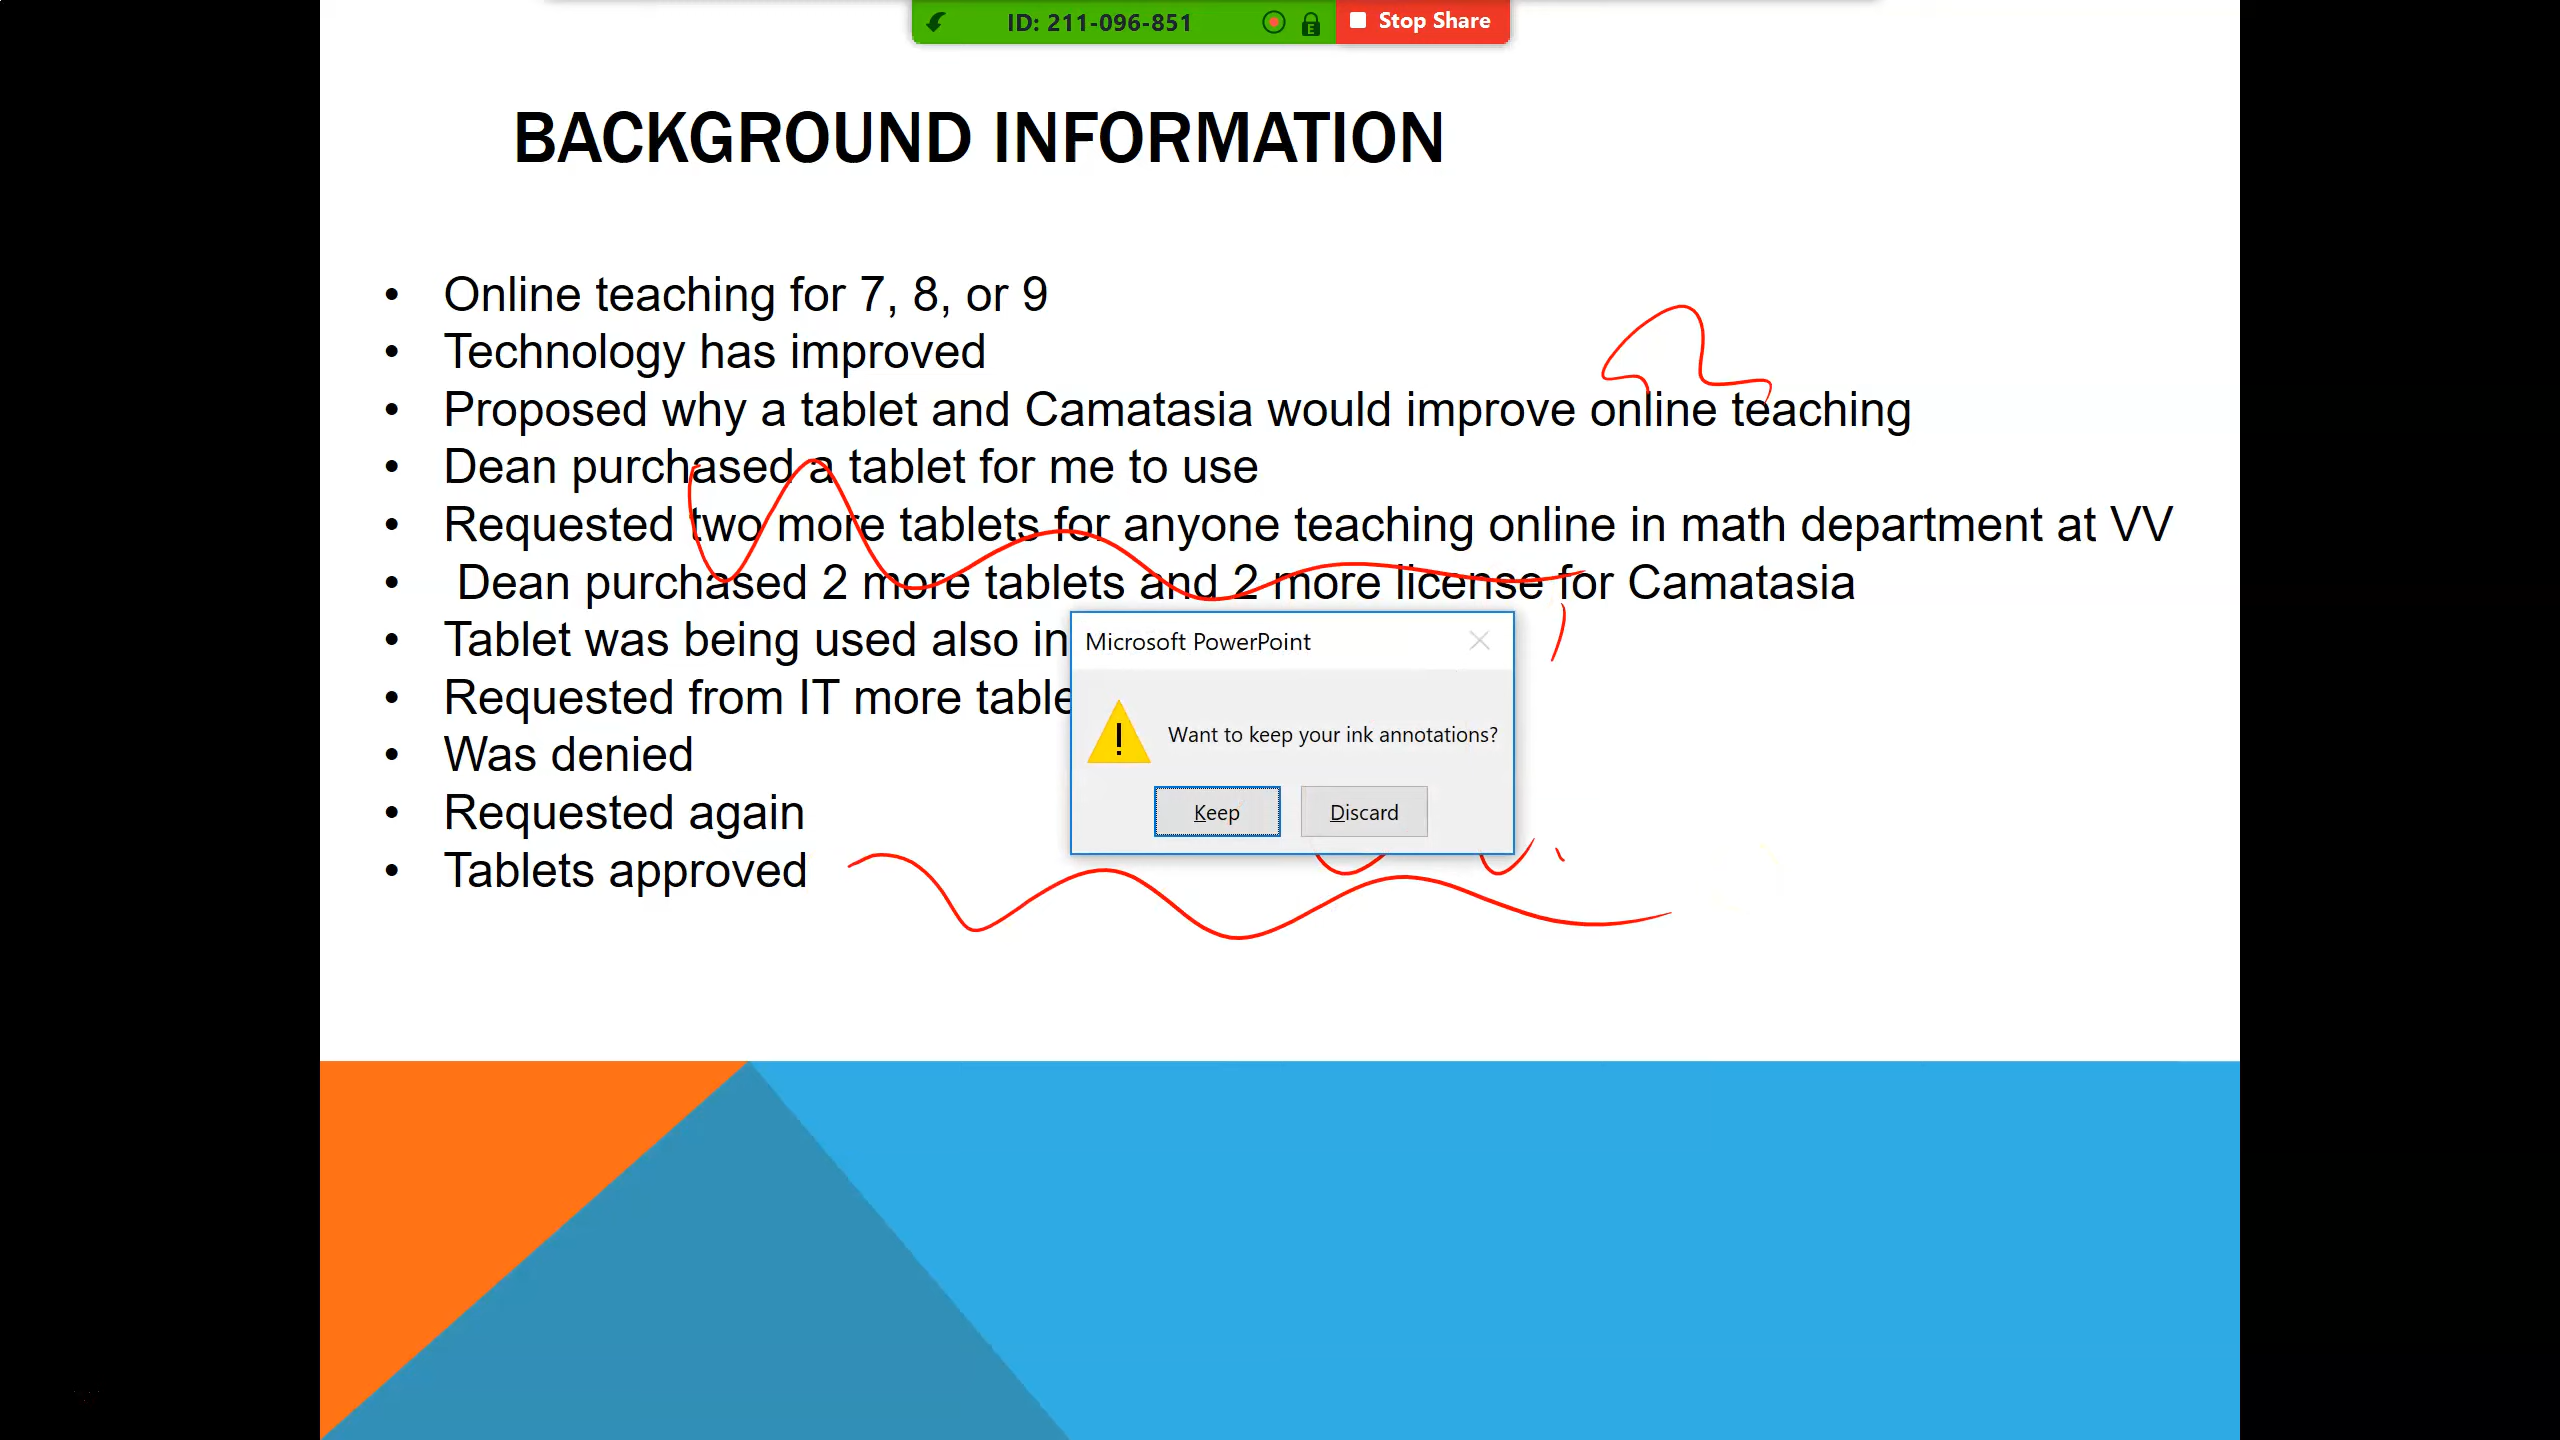 ID: 211-096-851
Stop Share
BACKGROUND INFORMATION
• Online teaching for 7, 8, or 9
• Technology has improved
• Proposed why a tablet and Camatasia would improve online teaching
• Dean purchased a tablet for me to use
• Requested two more tablets for anyone teaching online in math department at VV
• Dean purchased 2 more tablets and 2 more license for Camatasia
• Tablet was being used also in
• Requested from IT more
• Was denied
• Requested again
• Tablets approved
Microsoft PowerPoint
Want to keep your ink annotations?
Keep
Discard